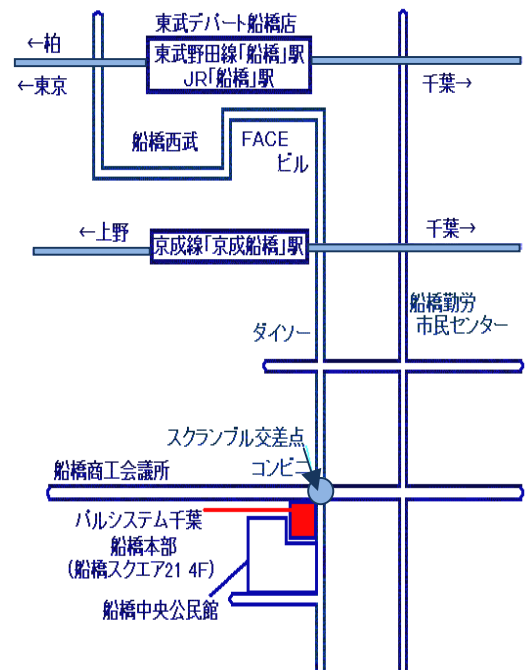 東武デパート船橋店
←柏
東武野田線「船橋」駅
JR「船橋」駅
←東京
千葉→
船橋西武
FACE
ビル
←上野
京成線「京成船橋」駅
千葉→
船橋勤労
市民センター
ダイソー
スクランブル交差点
コンビニ
船橋商工会議所
パルシステム千葉
船橋本部
(船橋スクエア21 4F)
船橋中央公民館